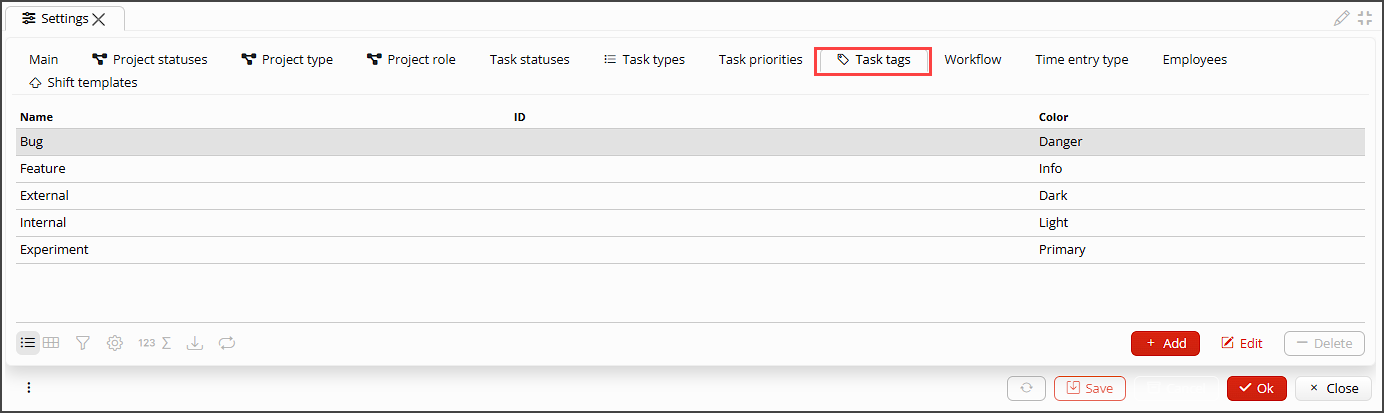 Settings
Main Project statuses Project type Project role Task statuses Task types Task priorities Task tags Workflow Time entry type Employees
Shift templates
Name ID Color
Bug Danger
Feature Info
External Dark
Internal Light
Experiment Primary
123 Σ + Add Edit Delete
Save Ok Close